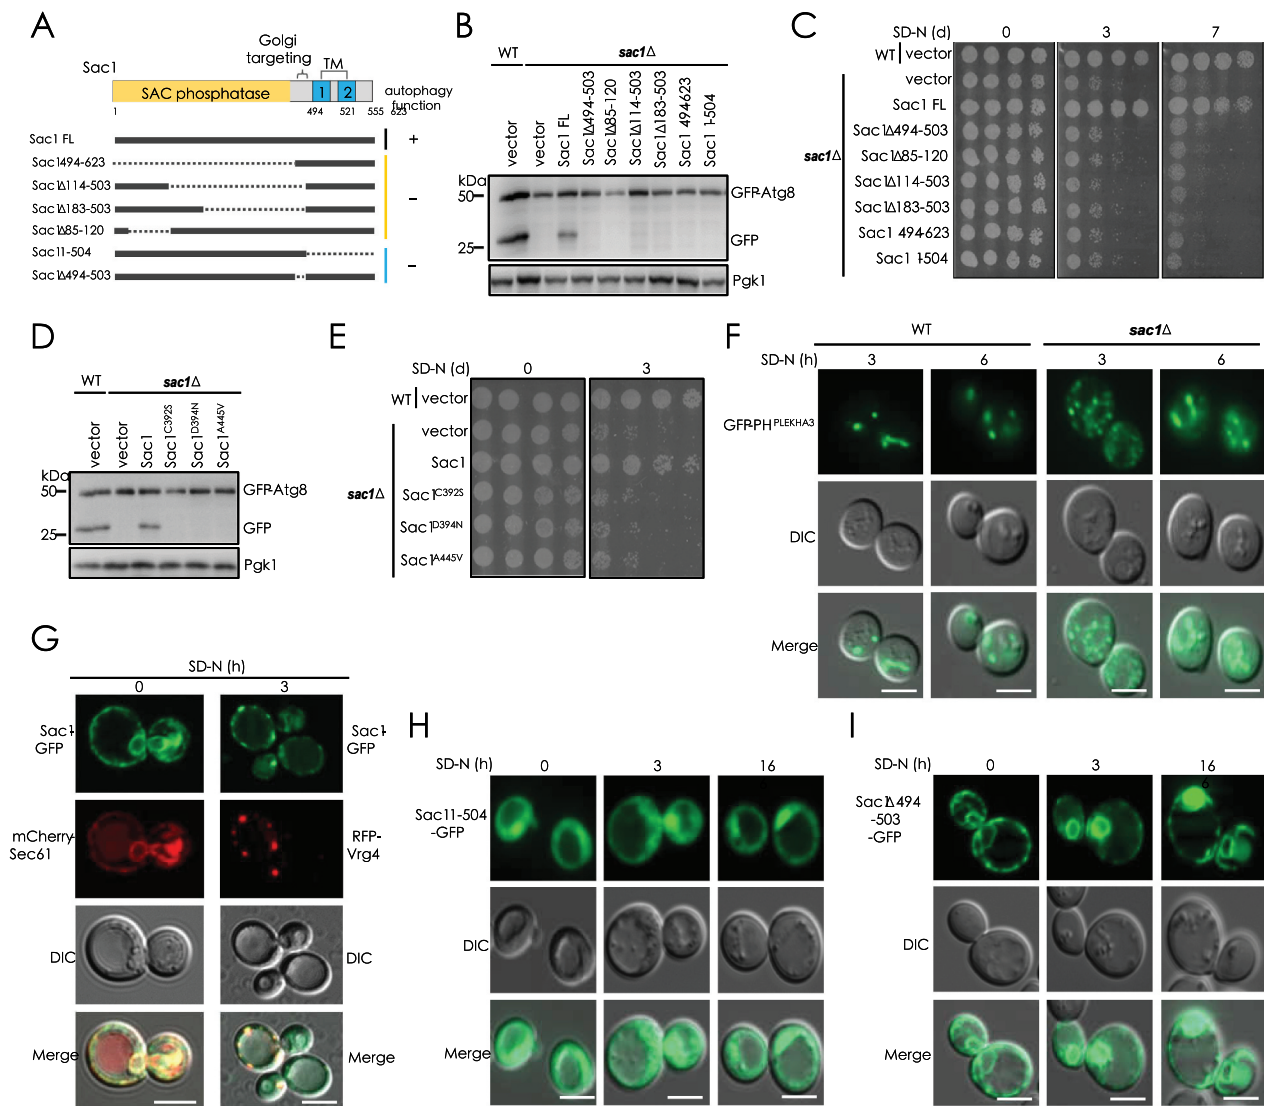 A
Golgi
targeting
TM
Sac1
SAC phosphatase
1
2
autophagy
function
1
494
521
555
623
Sac1 FL
+
Sac1494-623
Sac1Δ114-503
Sac1Δ183-503
–
Sac1Δ85-120
Sac11-504
Sac1Δ494-503
–
B
WT
sac1Δ
vector
vector
Sac1 FL
Sac1Δ494-503
Sac1Δ85-120
Sac1Δ114-503
Sac1Δ183-503
Sac1 494-623
Sac1 1-504
kDa
50
GFP-Atg8
GFP
25
Pgk1
C
SD-N (d)
0
3
7
WT
vector
vector
Sac1 FL
Sac1Δ494-503
sac1Δ
Sac1Δ85-120
Sac1Δ114-503
Sac1Δ183-503
Sac1 494-623
Sac1 1-504
D
WT
sac1Δ
vector
vector
Sac1
Sac1C392S
Sac1D394N
Sac1A445V
kDa
50
GFP-Atg8
GFP
25
Pgk1
E
SD-N (d)
0
3
WT
vector
vector
Sac1
sac1Δ
Sac1C392S
Sac1D394N
Sac1A445V
F
WT
sac1Δ
SD-N (h)
3
6
3
6
GFP-PHPLEKHA3
DIC
Merge
G
SD-N (h)
0
3
Sac1-
GFP
Sac1-
GFP
mCherry-
Sec61
RFP-
Vrg4
DIC
DIC
Merge
Merge
H
SD-N (h)
0
3
16
Sac11-504
-GFP
DIC
Merge
I
SD-N (h)
0
3
16
6
Sac1Δ494
-503
-GFP
DIC
Merge